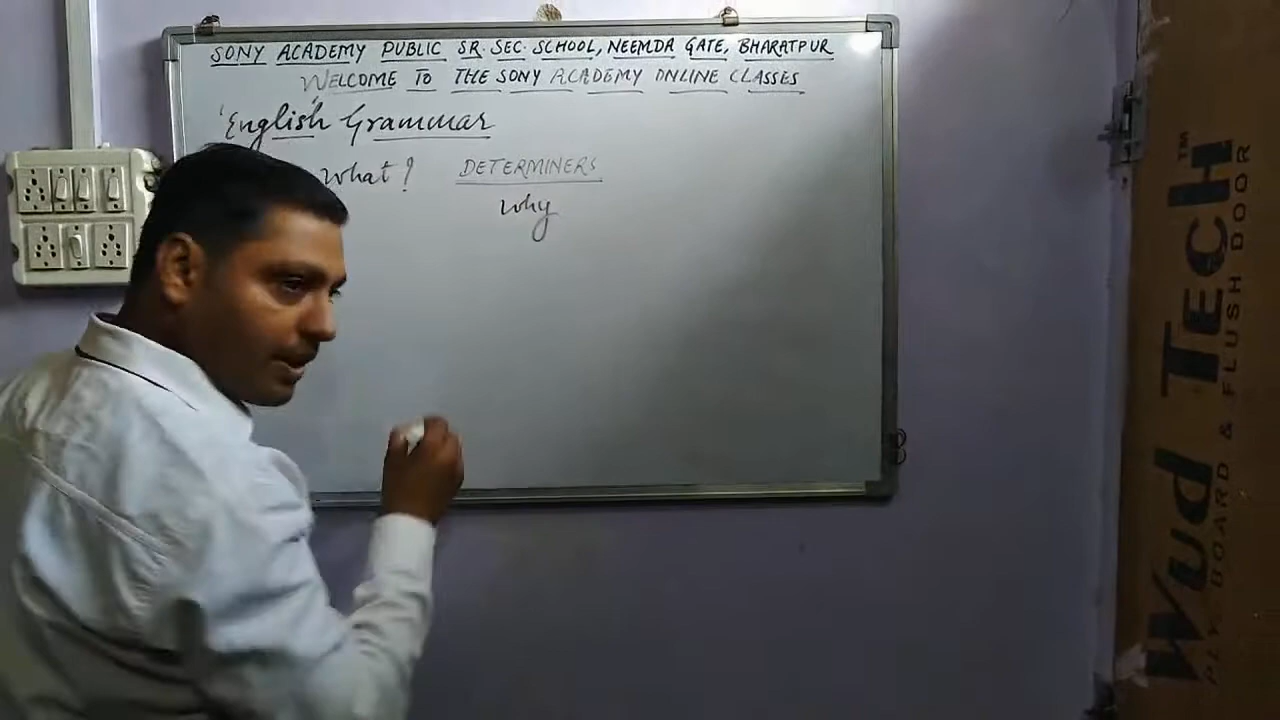 SONY ACADEMY PUBLIC SR. SEC. SCHOOL, NEEMDA GATE, BHARATPUR
WELCOME TO THE SONY ACADEMY ONLINE CLASSES
'English Grammar
what? DETERMINERS
why
Wud Tech™
PLY, BOARD & FLUSH DOOR